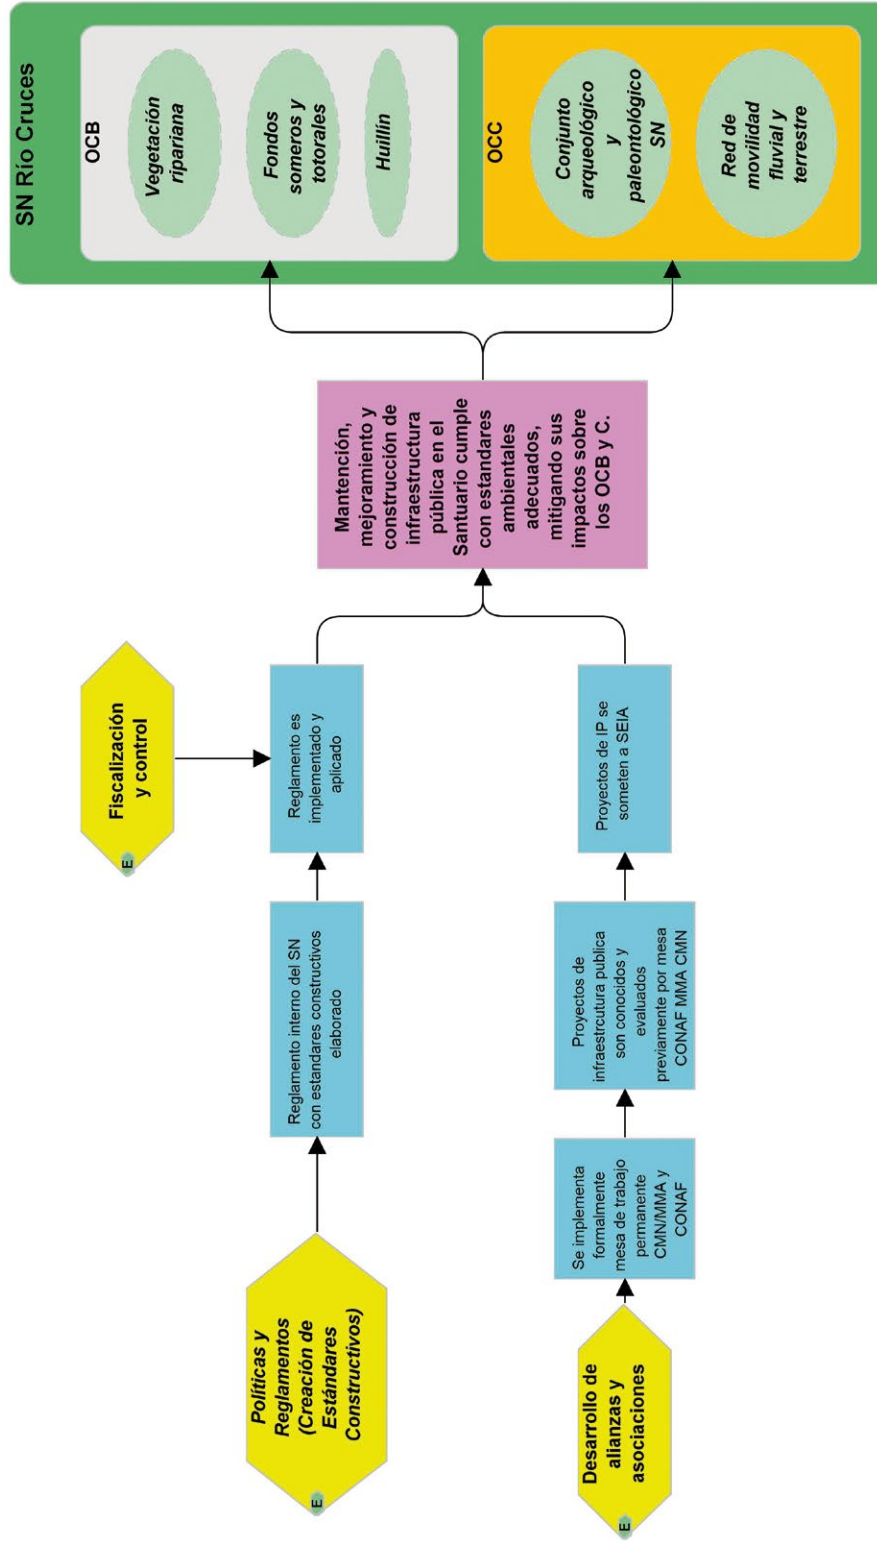 Políticas y
Reglamentos
(Creación de
Estándares
Constructivos)
E
Desarrollo de
alianzas y
asociaciones
E
Reglamento interno del SN
con estandares constructivos
elaborado
Se implementa
formalmente
mesa de trabajo
permanente
CMN/MMA y
CONAF
Proyectos de
infraestrcutura publica
son conocidos y
evaluados
previamente por mesa
CONAF MMA CMN
Fiscalización
y control
E
Reglamento es
implementado y
aplicado
Proyectos de IP se
someten a SEIA
Mantención,
mejoramiento y
construcción de
infraestructura
pública en el
Santuario cumple
con estandares
ambientales
adecuados,
mitigando sus
impactos sobre
los OCB y C.
SN Río Cruces
OCB
Vegetación
ripariana
Fondos
someros y
totorales
Huillín
OCC
Conjunto
arqueológico
y
paleontológico
SN
Red de
movilidad
fluvial y
terrestre